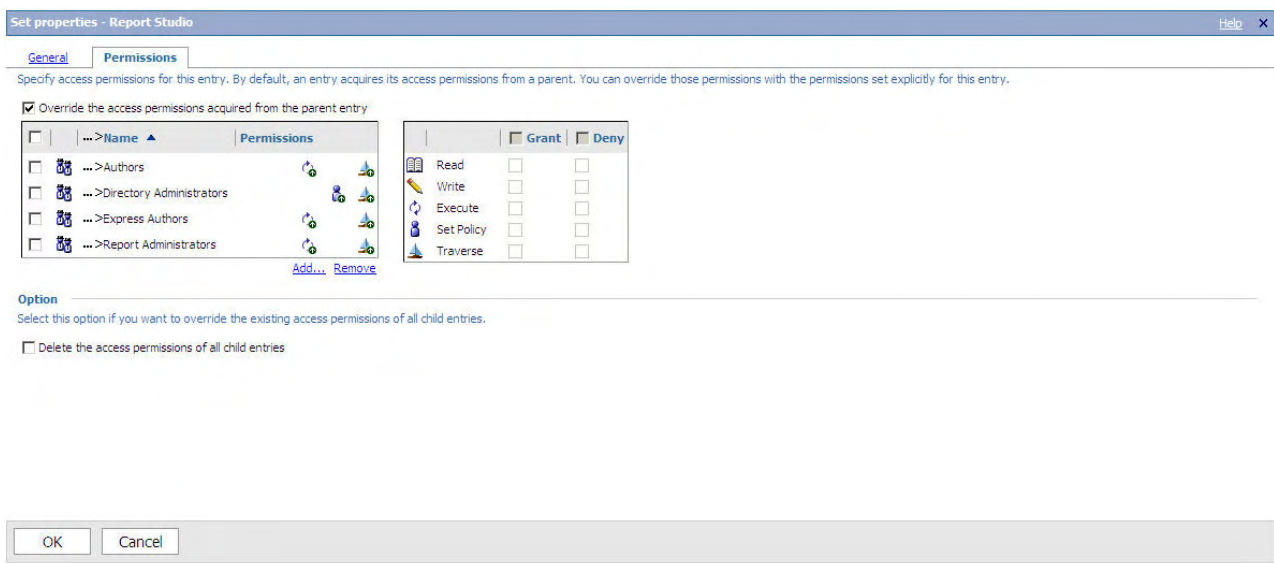 Set properties - Report Studio Help
General Permissions
Specify access permissions for this entry. By default, an entry acquires its access permissions from a parent. You can override those permissions with the permissions set explicitly for this entry.
Override the access permissions acquired from the parent entry
...>Name Permissions
...>Authors
...>Directory Administrators
...>Express Authors
...>Report Administrators
Add... Remove
Grant Deny
Read
Write
Execute
Set Policy
Traverse
Option
Select this option if you want to override the existing access permissions of all child entries.
Delete the access permissions of all child entries
OK Cancel